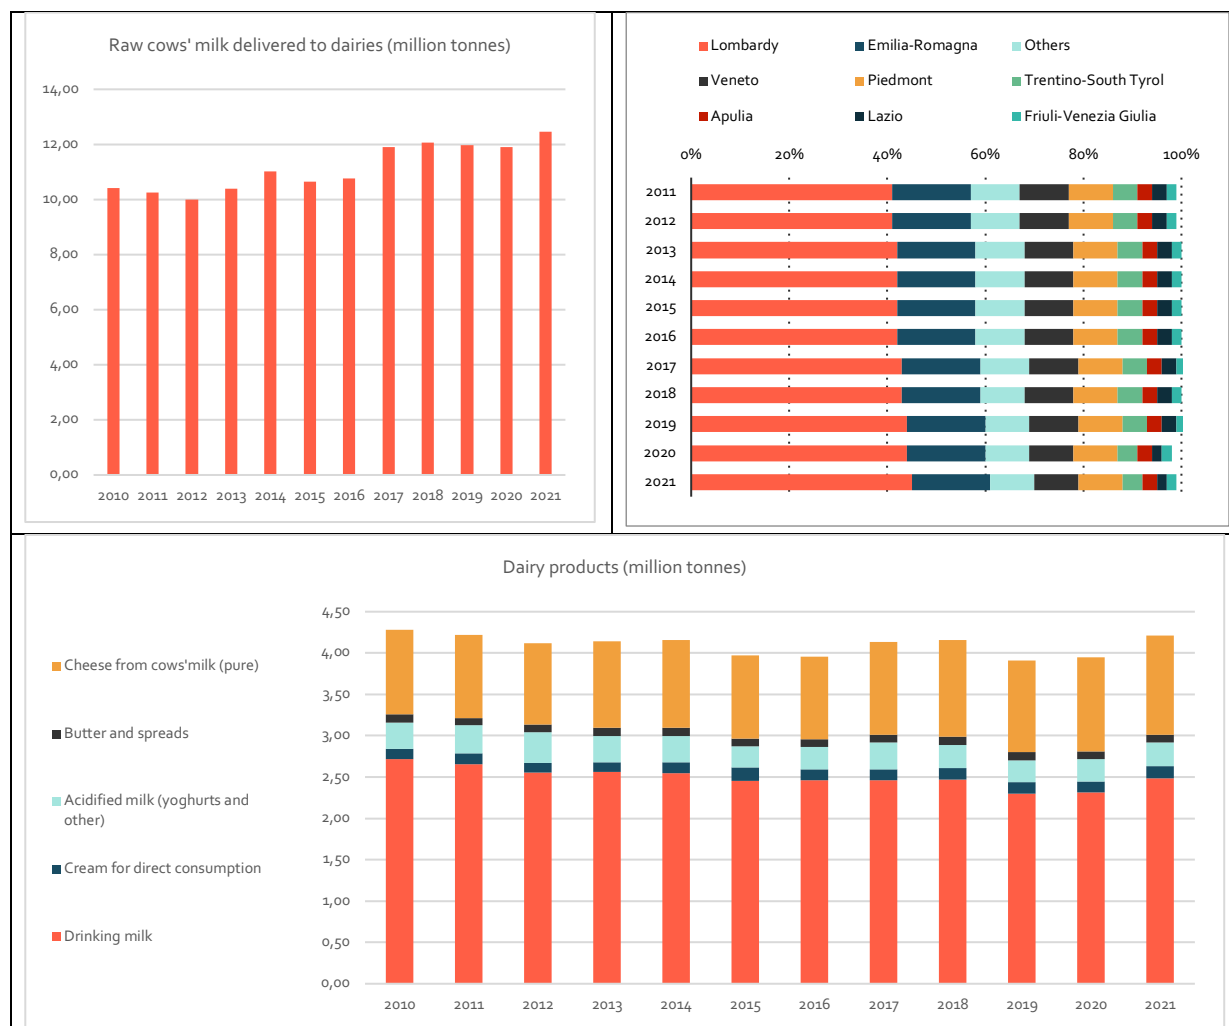 Raw cows' milk delivered to dairies (million tonnes)
14,00
12,00
10,00
8,00
6,00
4,00
2,00
0,00
2010 2011 2012 2013 2014 2015 2016 2017 2018 2019 2020 2021
Lombardy Emilia-Romagna Others
Veneto Piedmont Trentino-South Tyrol
Apulia Lazio Friuli-Venezia Giulia
0% 20% 40% 60% 80% 100%
2011
2012
2013
2014
2015
2016
2017
2018
2019
2020
2021
Dairy products (million tonnes)
Cheese from cows'milk (pure)
Butter and spreads
Acidified milk (yoghurts and
other)
Cream for direct consumption
Drinking milk
4,50
4,00
3,50
3,00
2,50
2,00
1,50
1,00
0,50
0,00
2010 2011 2012 2013 2014 2015 2016 2017 2018 2019 2020 2021